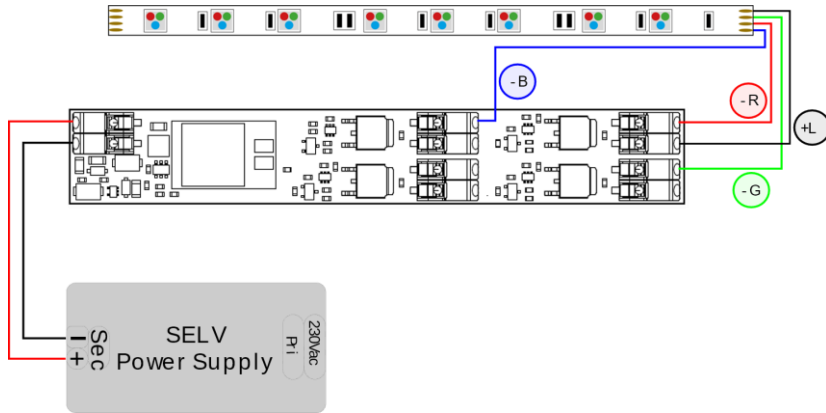 - B
- R
+L
- G
Sec
− +
SELV
Power Supply
Pri
230Vac